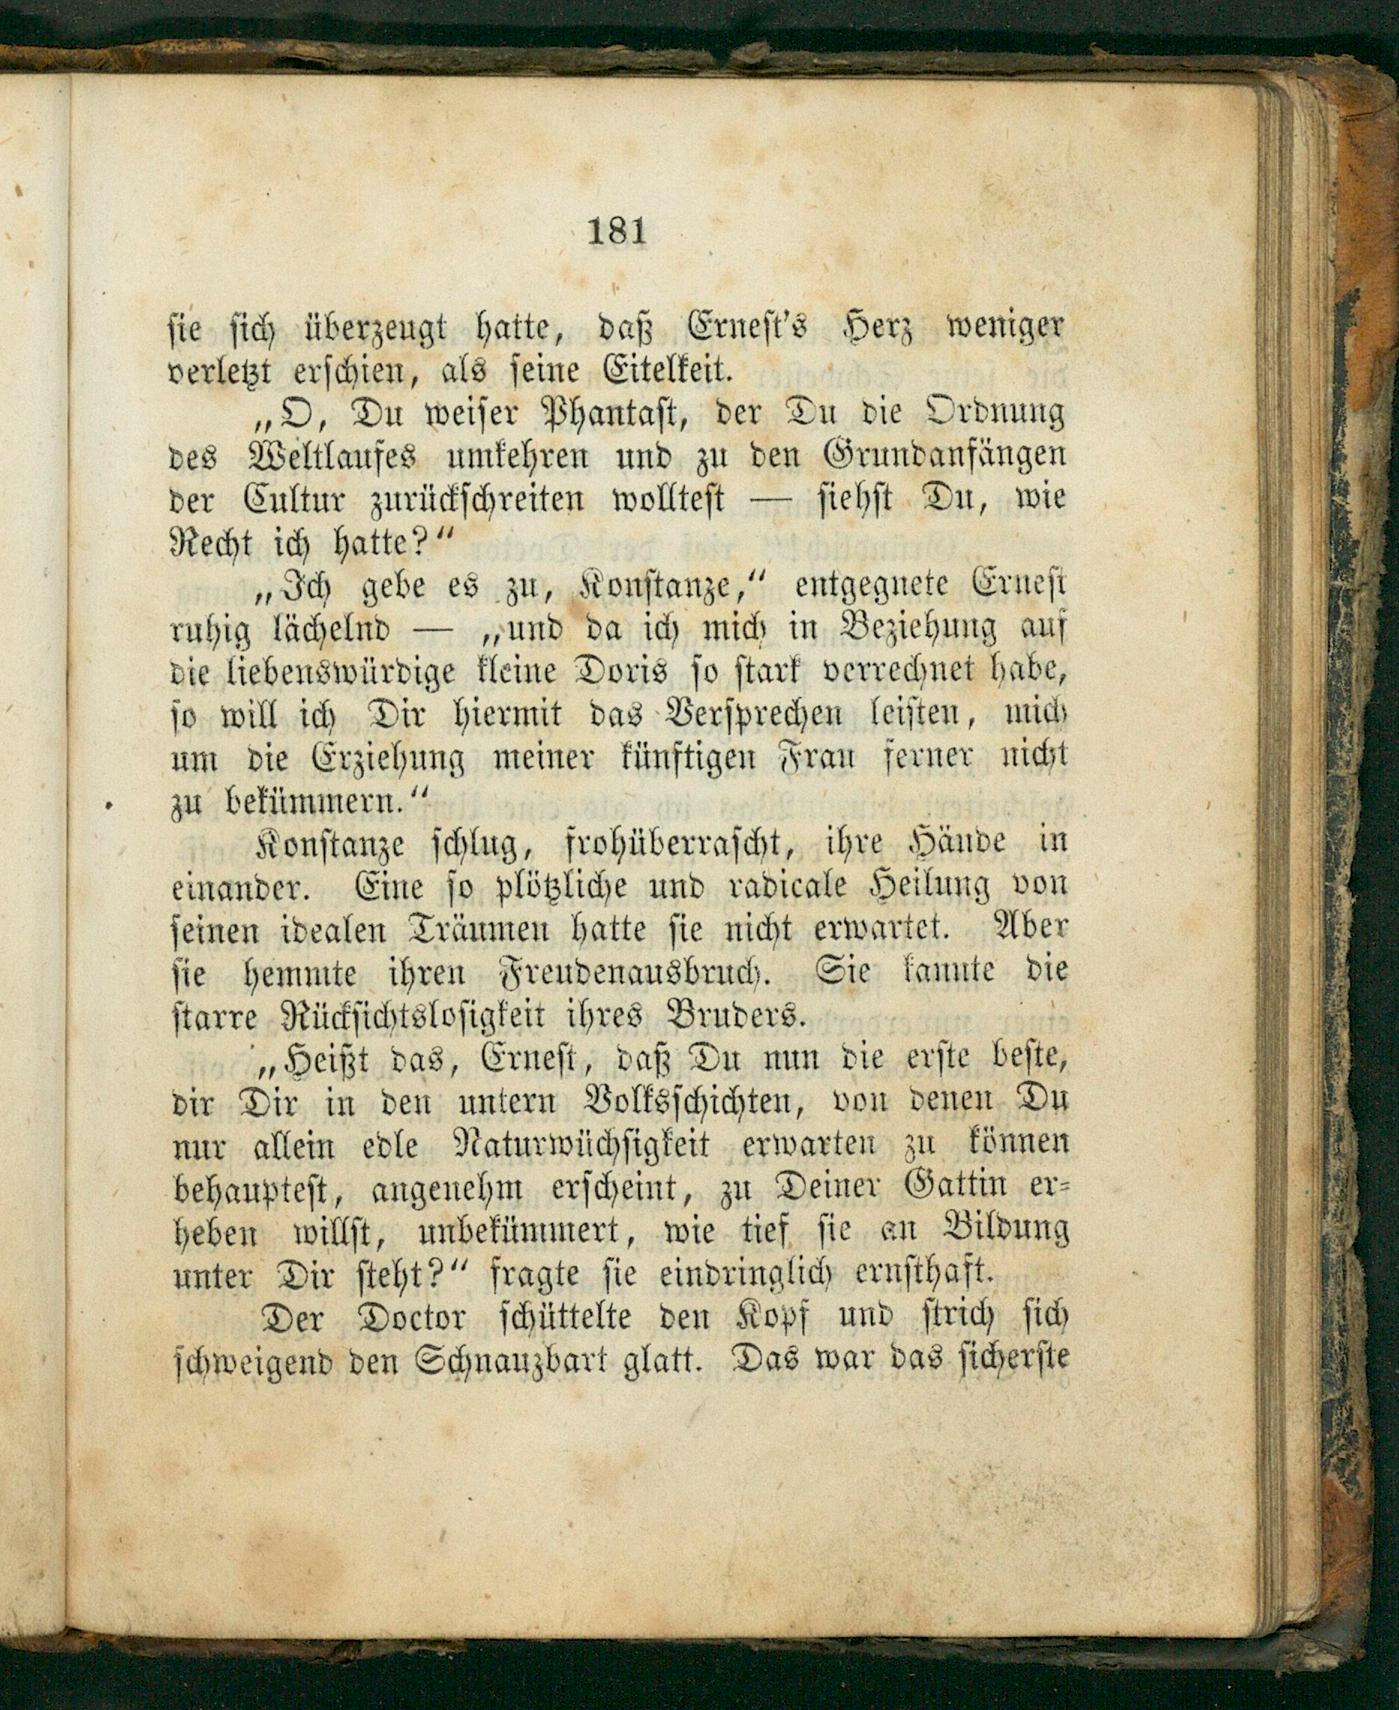 181
sie sich überzeugt hatte, daß Ernest's Herz weniger
verletzt erschien, als seine Eitelkeit.
„O, Du weiser Phantast, der Du die Ordnung
des Weltlaufes umkehren und zu den Grundanfängen
der Cultur zurückschreiten wolltest — siehst Du, wie
Recht ich hatte?“
„Ich gebe es zu, Konstanze,“ entgegnete Ernest
ruhig lächelnd — „und da ich mich in Beziehung auf
die liebenswürdige kleine Doris so stark verrechnet habe,
so will ich Dir hiermit das Versprechen leisten, mich
um die Erziehung meiner künftigen Frau ferner nicht
zu bekümmern.“
Konstanze schlug, frohüberrascht, ihre Hände in
einander. Eine so plötzliche und radicale Heilung von
seinen idealen Träumen hatte sie nicht erwartet. Aber
sie hemmte ihren Freudenausbruch. Sie kannte die
starre Rücksichtslosigkeit ihres Bruders.
„Heißt das, Ernest, daß Du nun die erste beste,
dir Dir in den untern Volksschichten, von denen Du
nur allein edle Naturwüchsigkeit erwarten zu können
behauptest, angenehm erscheint, zu Deiner Gattin er-
heben willst, unbekümmert, wie tief sie an Bildung
unter Dir steht?“ fragte sie eindringlich ernsthaft.
Der Doctor schüttelte den Kopf und strich sich
schweigend den Schnauzbart glatt. Das war das sicherste